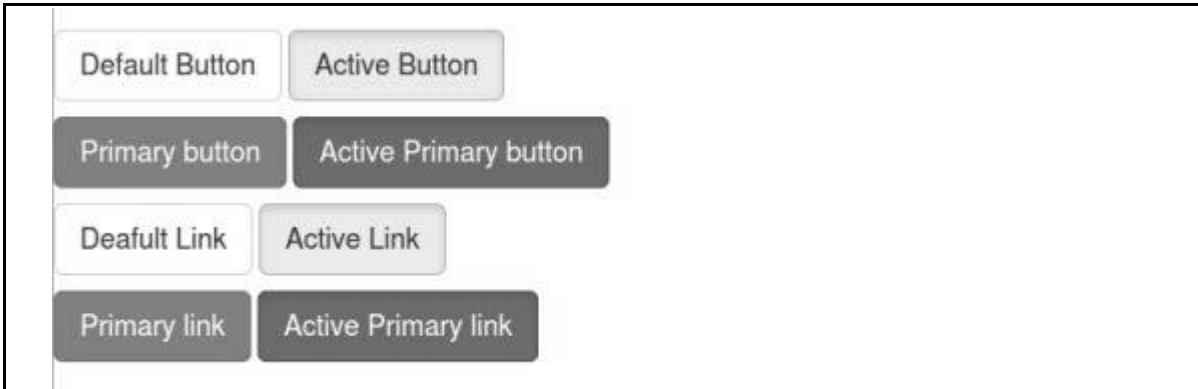 Default Button Active Button
Primary button Active Primary button
Deafult Link Active Link
Primary link Active Primary link